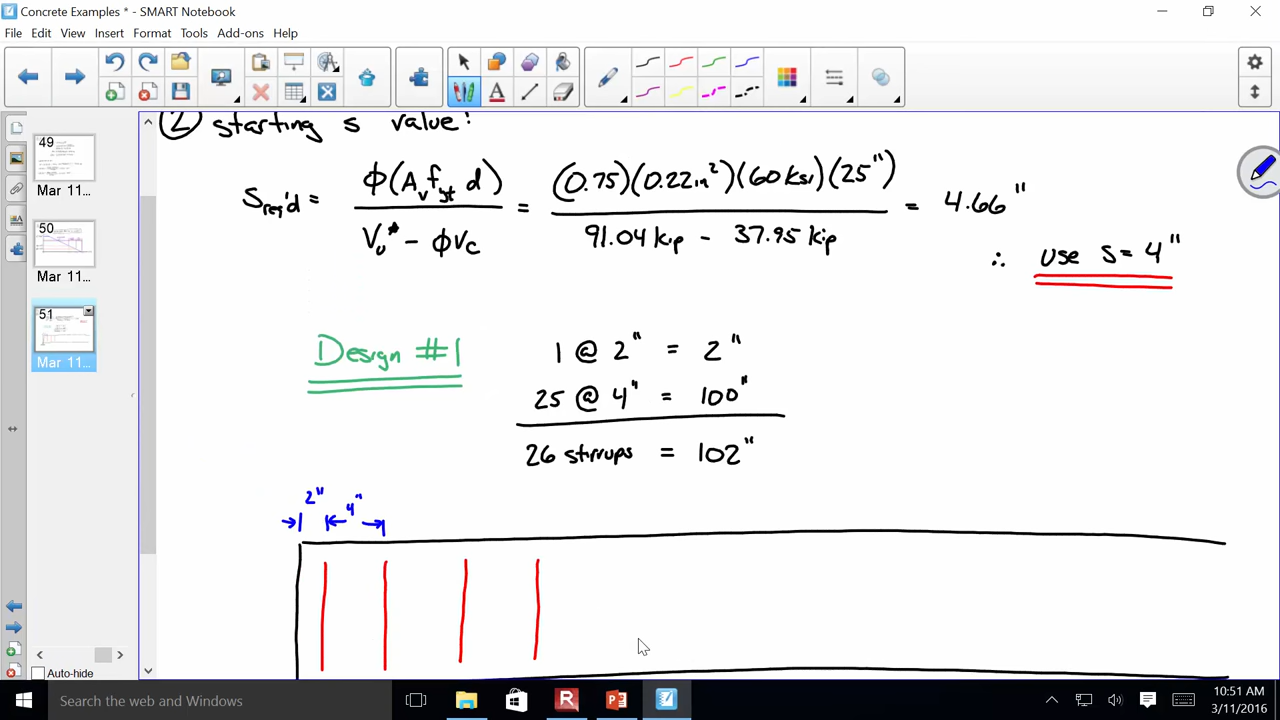 Concrete Examples * - SMART Notebook
File Edit View Insert Format Tools Add-ons Help
49
Mar 11...
50
Mar 11...
51
Mar 11...
Auto-hide
② starting s value:
S_req'd = ϕ(A_v f_yt d) / (V_u* - ϕV_c) = (0.75)(0.22in²)(60 ksi)(25") / (91.04 kip - 37.95 kip) = 4.66"
∴ use s = 4"
Design #1
1 @ 2" = 2"
25 @ 4" = 100"
26 stirrups = 102"
2" 4"
Search the web and Windows
10:51 AM
3/11/2016